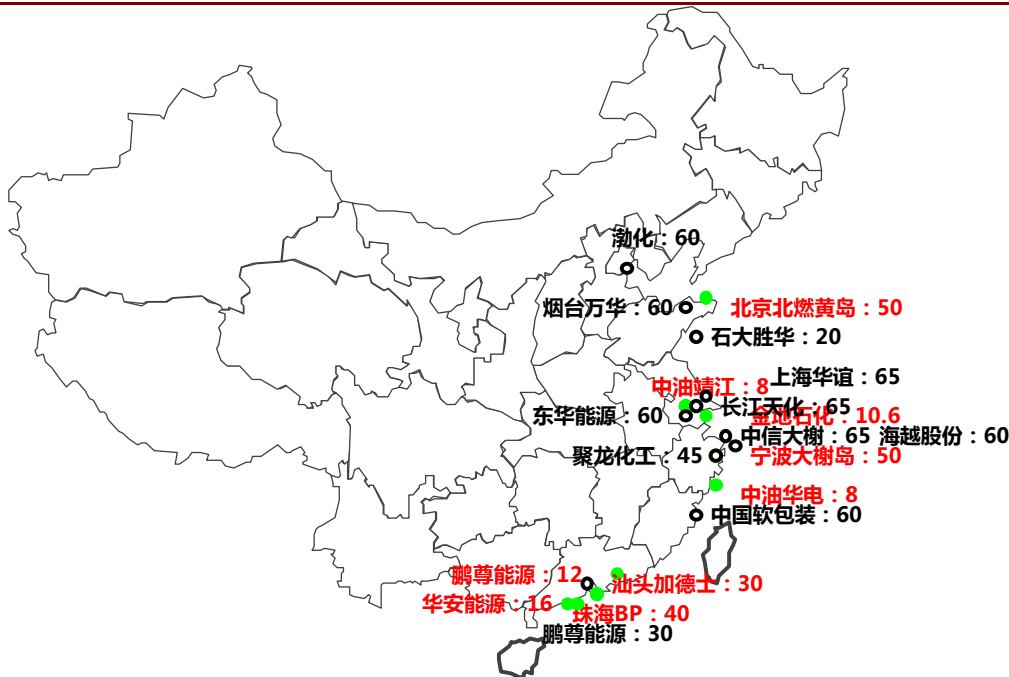 渤化：60
烟台万华：60
北京北燃黄岛：50
石大胜华：20
上海华谊：65
中油靖江：8
长江天化：65
东华能源：60
金地石化：10.6
中信大榭：65
海越股份：60
聚龙化工：45
宁波大榭岛：50
中油华电：8
中国软包装：60
鹏尊能源：12
汕头加德士：30
华安能源：16
珠海BP：40
鹏尊能源：30